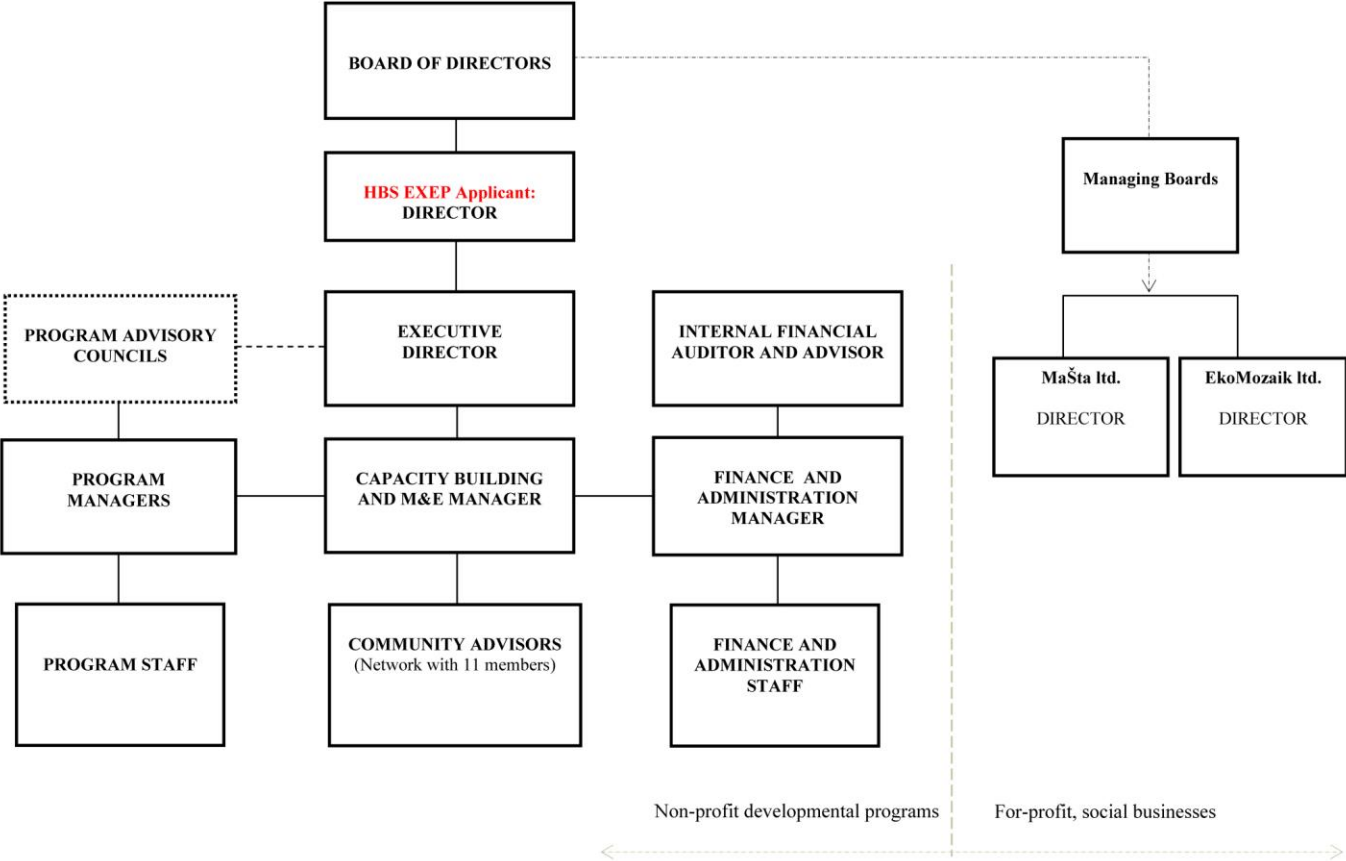 BOARD OF DIRECTORS
HBS EXEP Applicant:
DIRECTOR
Managing Boards
PROGRAM ADVISORY
COUNCILS
EXECUTIVE
DIRECTOR
INTERNAL FINANCIAL
AUDITOR AND ADVISOR
MaŠta ltd.
DIRECTOR
EkoMozaik ltd.
DIRECTOR
PROGRAM
MANAGERS
CAPACITY BUILDING
AND M&E MANAGER
FINANCE AND
ADMINISTRATION
MANAGER
PROGRAM STAFF
COMMUNITY ADVISORS
(Network with 11 members)
FINANCE AND
ADMINISTRATION
STAFF
Non-profit developmental programs
For-profit, social businesses